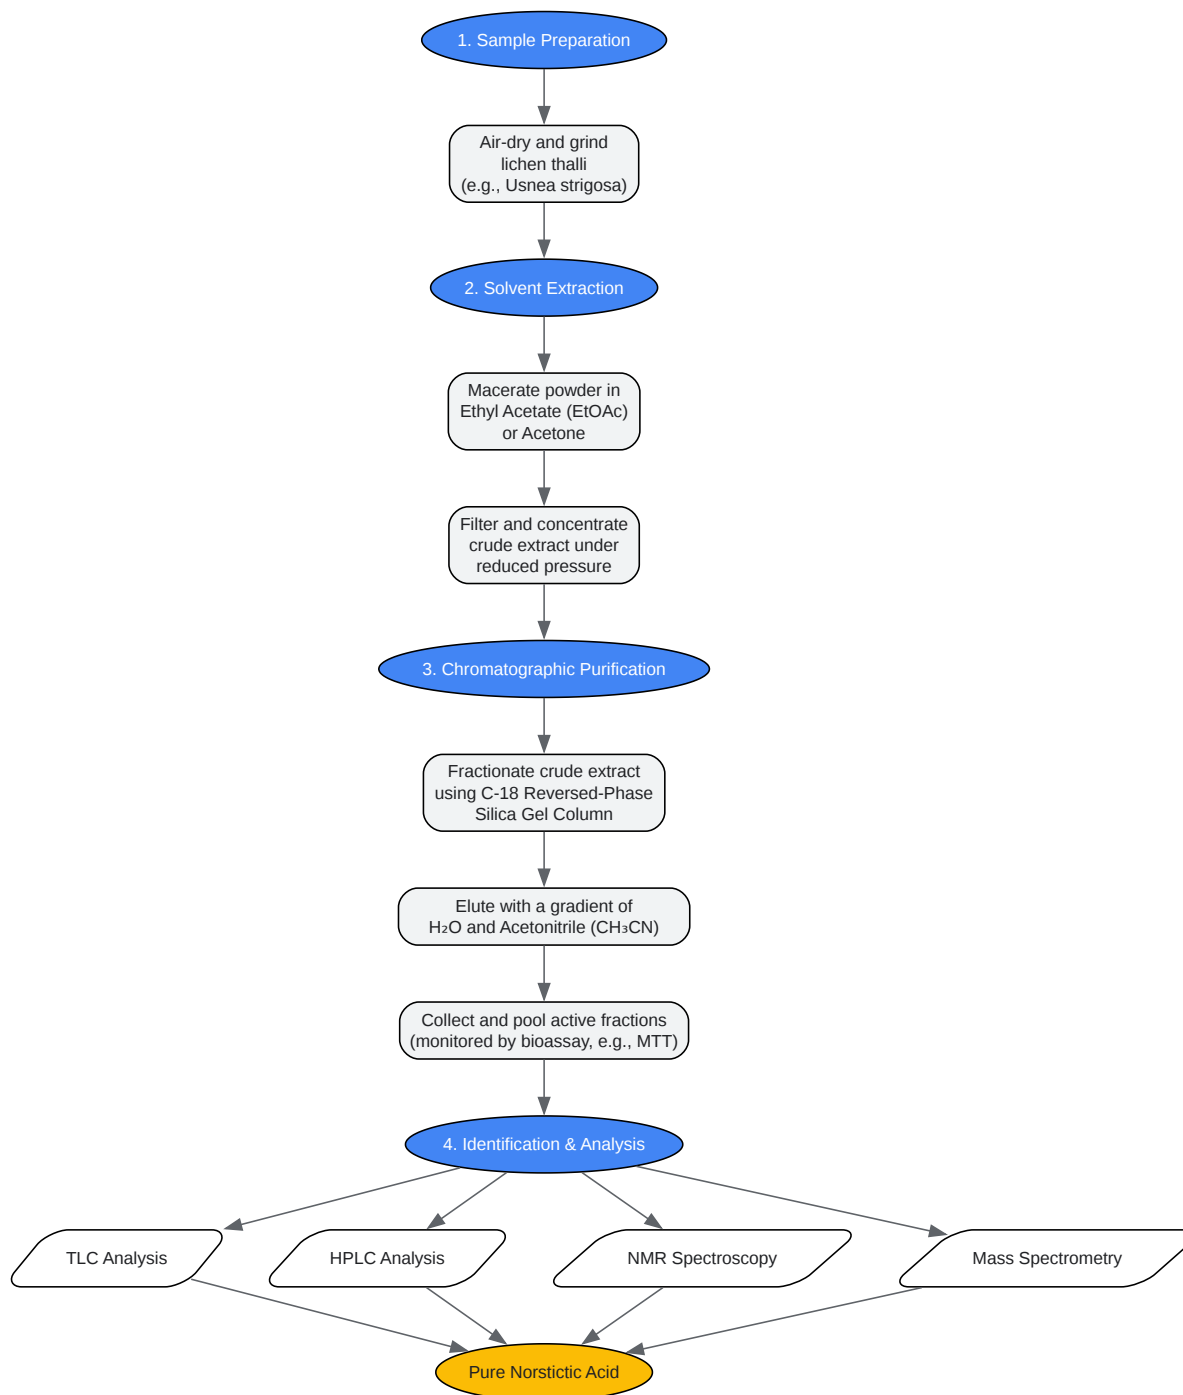 1. Sample Preparation
Air-dry and grind
lichen thalli
(e.g., Usnea strigosa)
2. Solvent Extraction
Macerate powder in
Ethyl Acetate (EtOAc)
or Acetone
Filter and concentrate
crude extract under
reduced pressure
3. Chromatographic Purification
Fractionate crude extract
using C-18 Reversed-Phase
Silica Gel Column
Elute with a gradient of
H₂O and Acetonitrile (CH₃CN)
Collect and pool active fractions
(monitored by bioassay, e.g., MTT)
4. Identification & Analysis
TLC Analysis
HPLC Analysis
NMR Spectroscopy
Mass Spectrometry
Pure Norstictic Acid